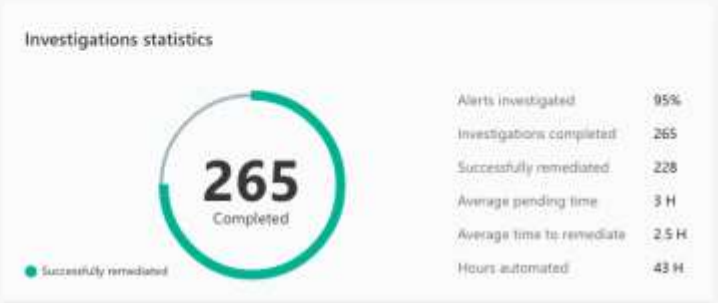 Investigations statistics
265
Completed
Successfully remediated
Alerts investigated 95%
Investigations completed 265
Successfully remediated 228
Average pending time 3 H
Average time to remediate 2.5 H
Hours automated 43 H